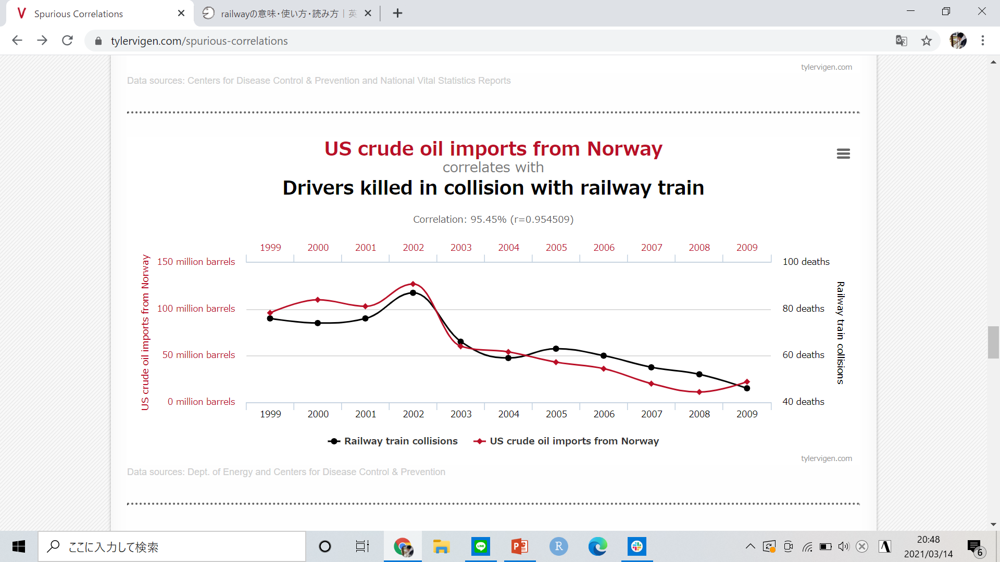 Spurious Correlations
railwayの意味・使い方・読み方 | 英
tylervigen.com/spurious-correlations
tylervigen.com
Data sources: Centers for Disease Control & Prevention and National Vital Statistics Reports
US crude oil imports from Norway
correlates with
Drivers killed in collision with railway train
Correlation: 95.45% (r=0.954509)
1999 2000 2001 2002 2003 2004 2005 2006 2007 2008 2009
150 million barrels
100 million barrels
50 million barrels
0 million barrels
US crude oil imports from Norway
100 deaths
80 deaths
60 deaths
40 deaths
Railway train collisions
1999 2000 2001 2002 2003 2004 2005 2006 2007 2008 2009
Railway train collisions US crude oil imports from Norway
tylervigen.com
Data sources: Dept. of Energy and Centers for Disease Control & Prevention
ここに入力して検索
LINE
P
R
A
20:48
2021/03/14
6